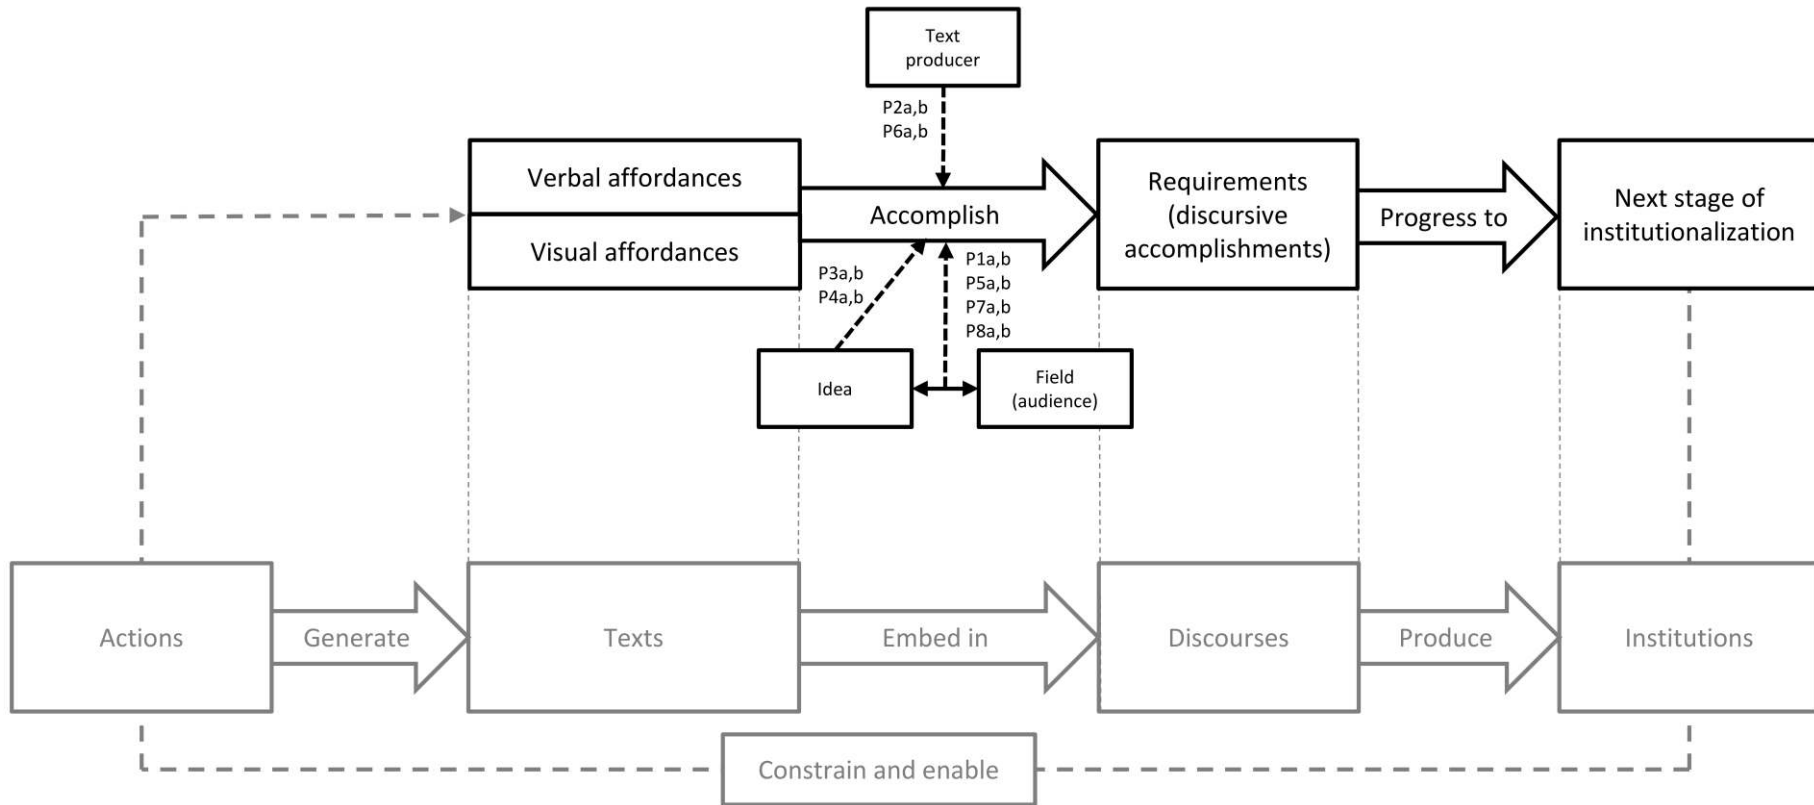 Text
producer
P2a,b
P6a,b
Verbal affordances
Visual affordances
Accomplish
Requirements
(discursive
accomplishments)
Progress to
Next stage of
institutionalization
P3a,b
P4a,b
P1a,b
P5a,b
P7a,b
P8a,b
Idea
Field
(audience)
Actions
Generate
Texts
Embed in
Discourses
Produce
Institutions
Constrain and enable